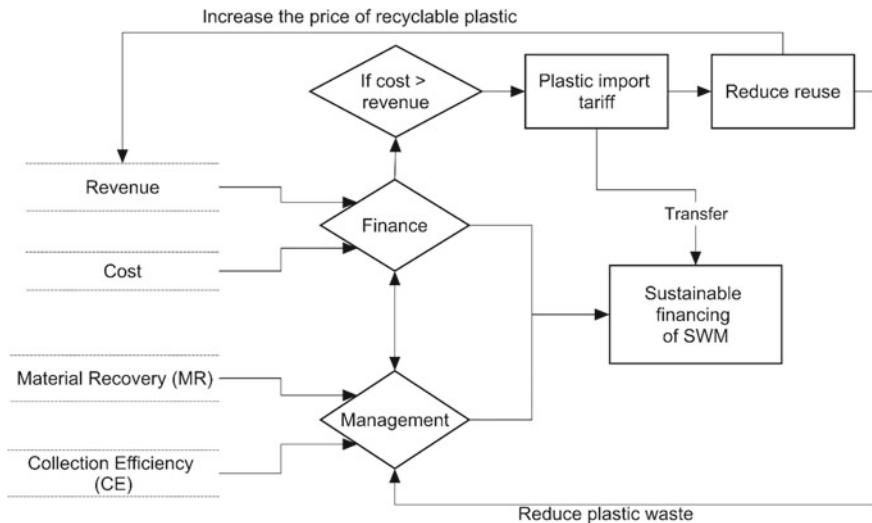 Increase the price of recyclable plastic
If cost >
revenue
Plastic import
tariff
Reduce reuse
Revenue
Finance
Transfer
Cost
Sustainable
financing
of SWM
Material Recovery (MR)
Management
Collection Efficiency
(CE)
Reduce plastic waste